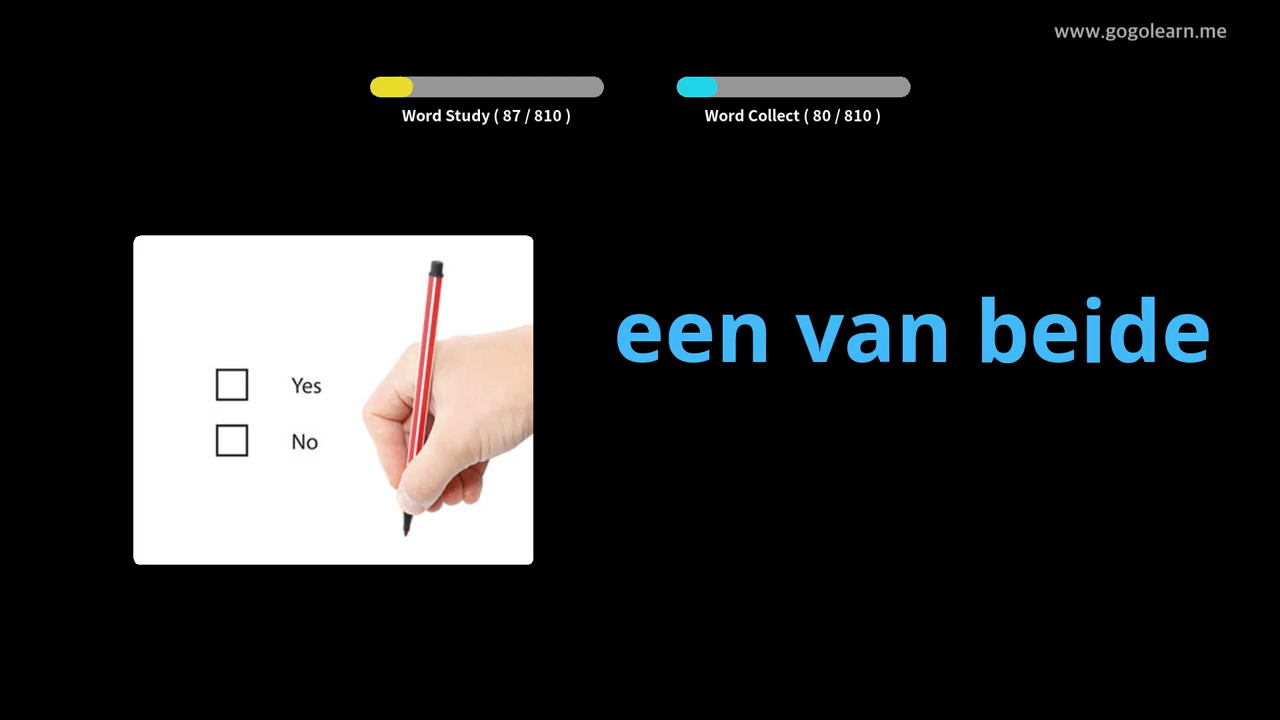 www.gogolearn.me
Word Study ( 87 / 810 )
Word Collect ( 80 / 810 )
een van beide
Yes
No